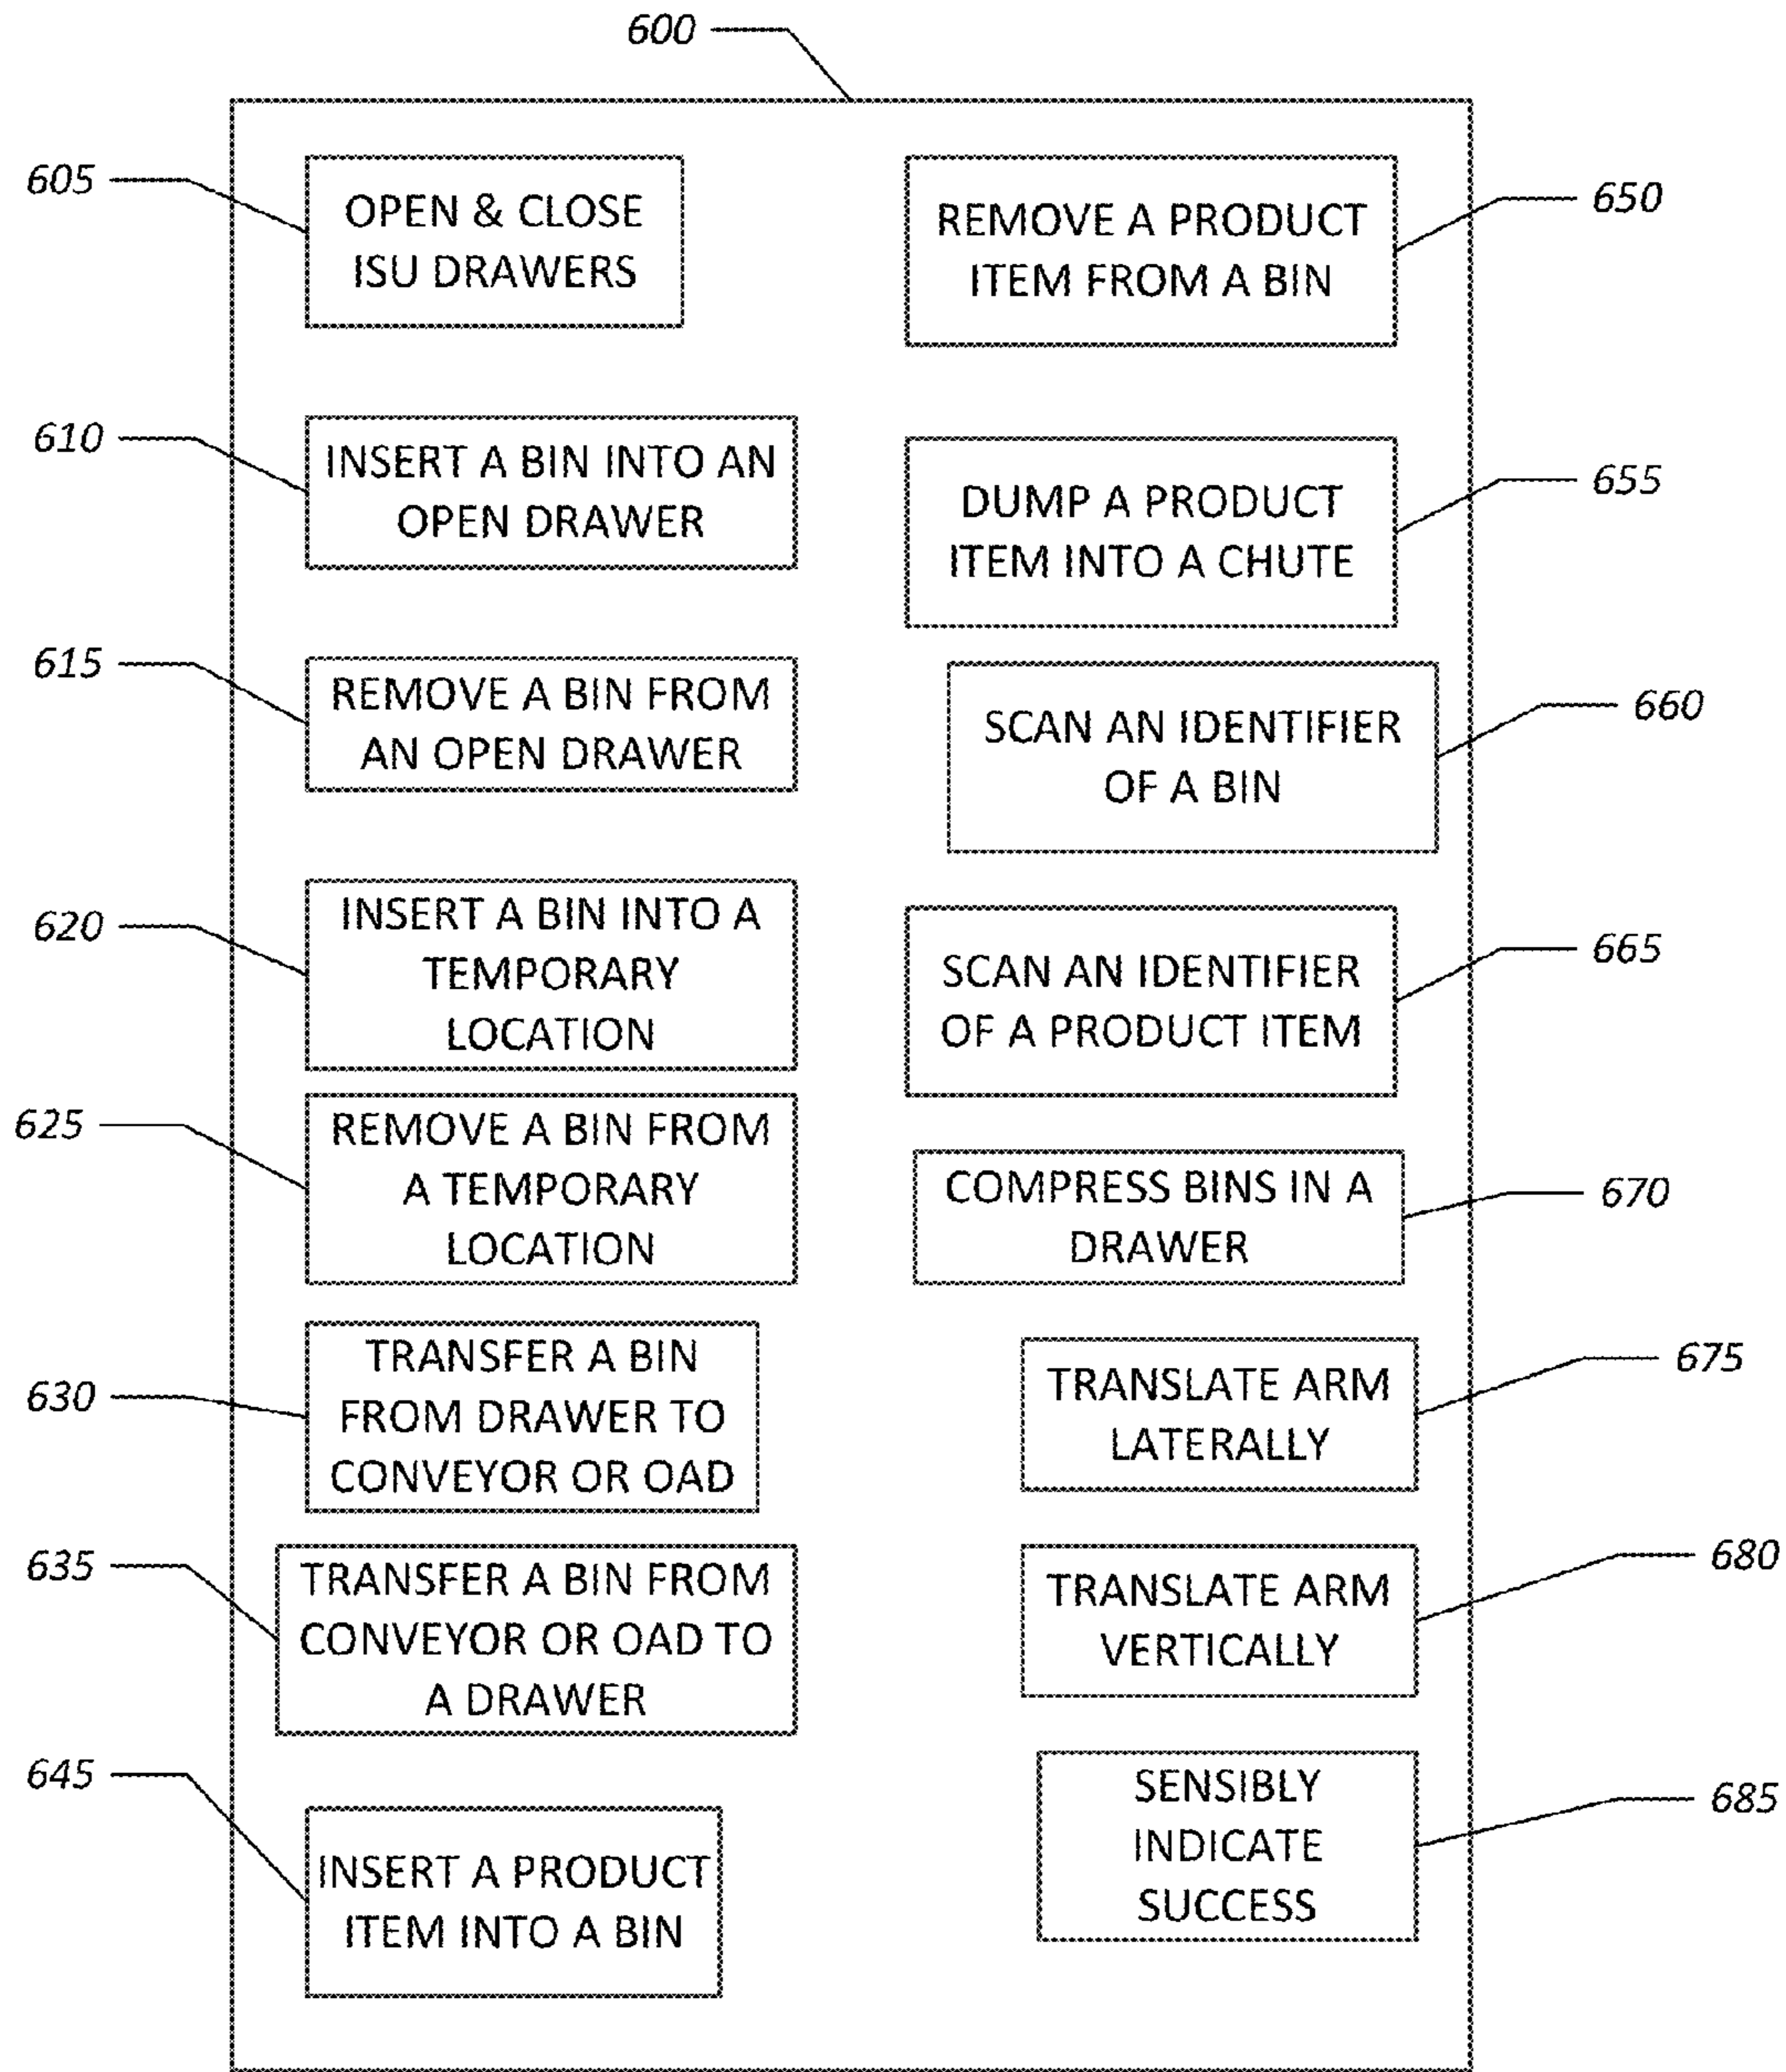 600
605
OPEN & CLOSE
ISU DRAWERS
610
INSERT A BIN INTO AN
OPEN DRAWER
615
REMOVE A BIN FROM
AN OPEN DRAWER
620
INSERT A BIN INTO A
TEMPORARY
LOCATION
625
REMOVE A BIN FROM
A TEMPORARY
LOCATION
630
TRANSFER A BIN
FROM DRAWER TO
CONVEYOR OR OAD
635
TRANSFER A BIN FROM
CONVEYOR OR OAD TO
A DRAWER
645
INSERT A PRODUCT
ITEM INTO A BIN
REMOVE A PRODUCT
ITEM FROM A BIN
650
DUMP A PRODUCT
ITEM INTO A CHUTE
655
SCAN AN IDENTIFIER
OF A BIN
660
SCAN AN IDENTIFIER
OF A PRODUCT ITEM
665
COMPRESS BINS IN A
DRAWER
670
TRANSLATE ARM
LATERALLY
675
TRANSLATE ARM
VERTICALLY
680
SENSIBLY
INDICATE
SUCCESS
685